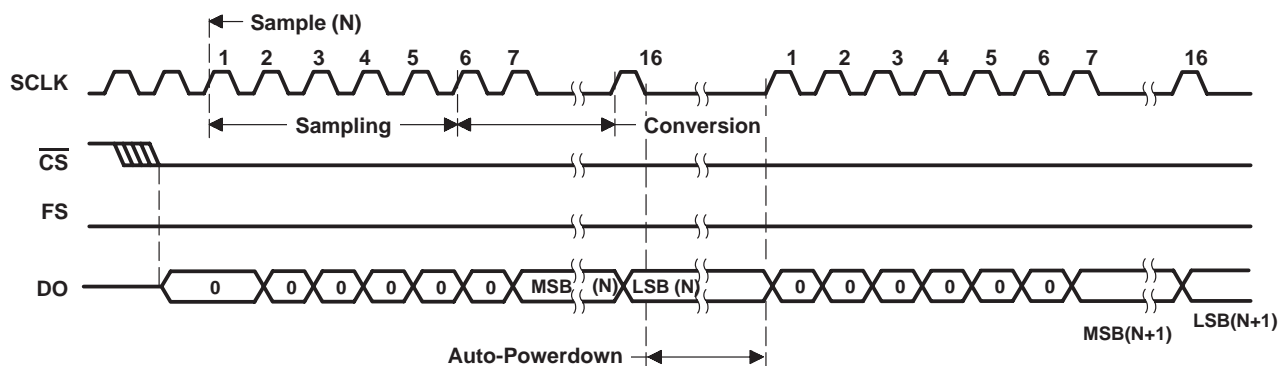 Sample (N)
1 2 3 4 5 6 7 16 1 2 3 4 5 6 7 16
SCLK
Sampling Conversion
CS
FS
DO 0 0 0 0 0 0 MSB (N) LSB (N) 0 0 0 0 0 0 MSB(N+1) LSB(N+1)
Auto-Powerdown